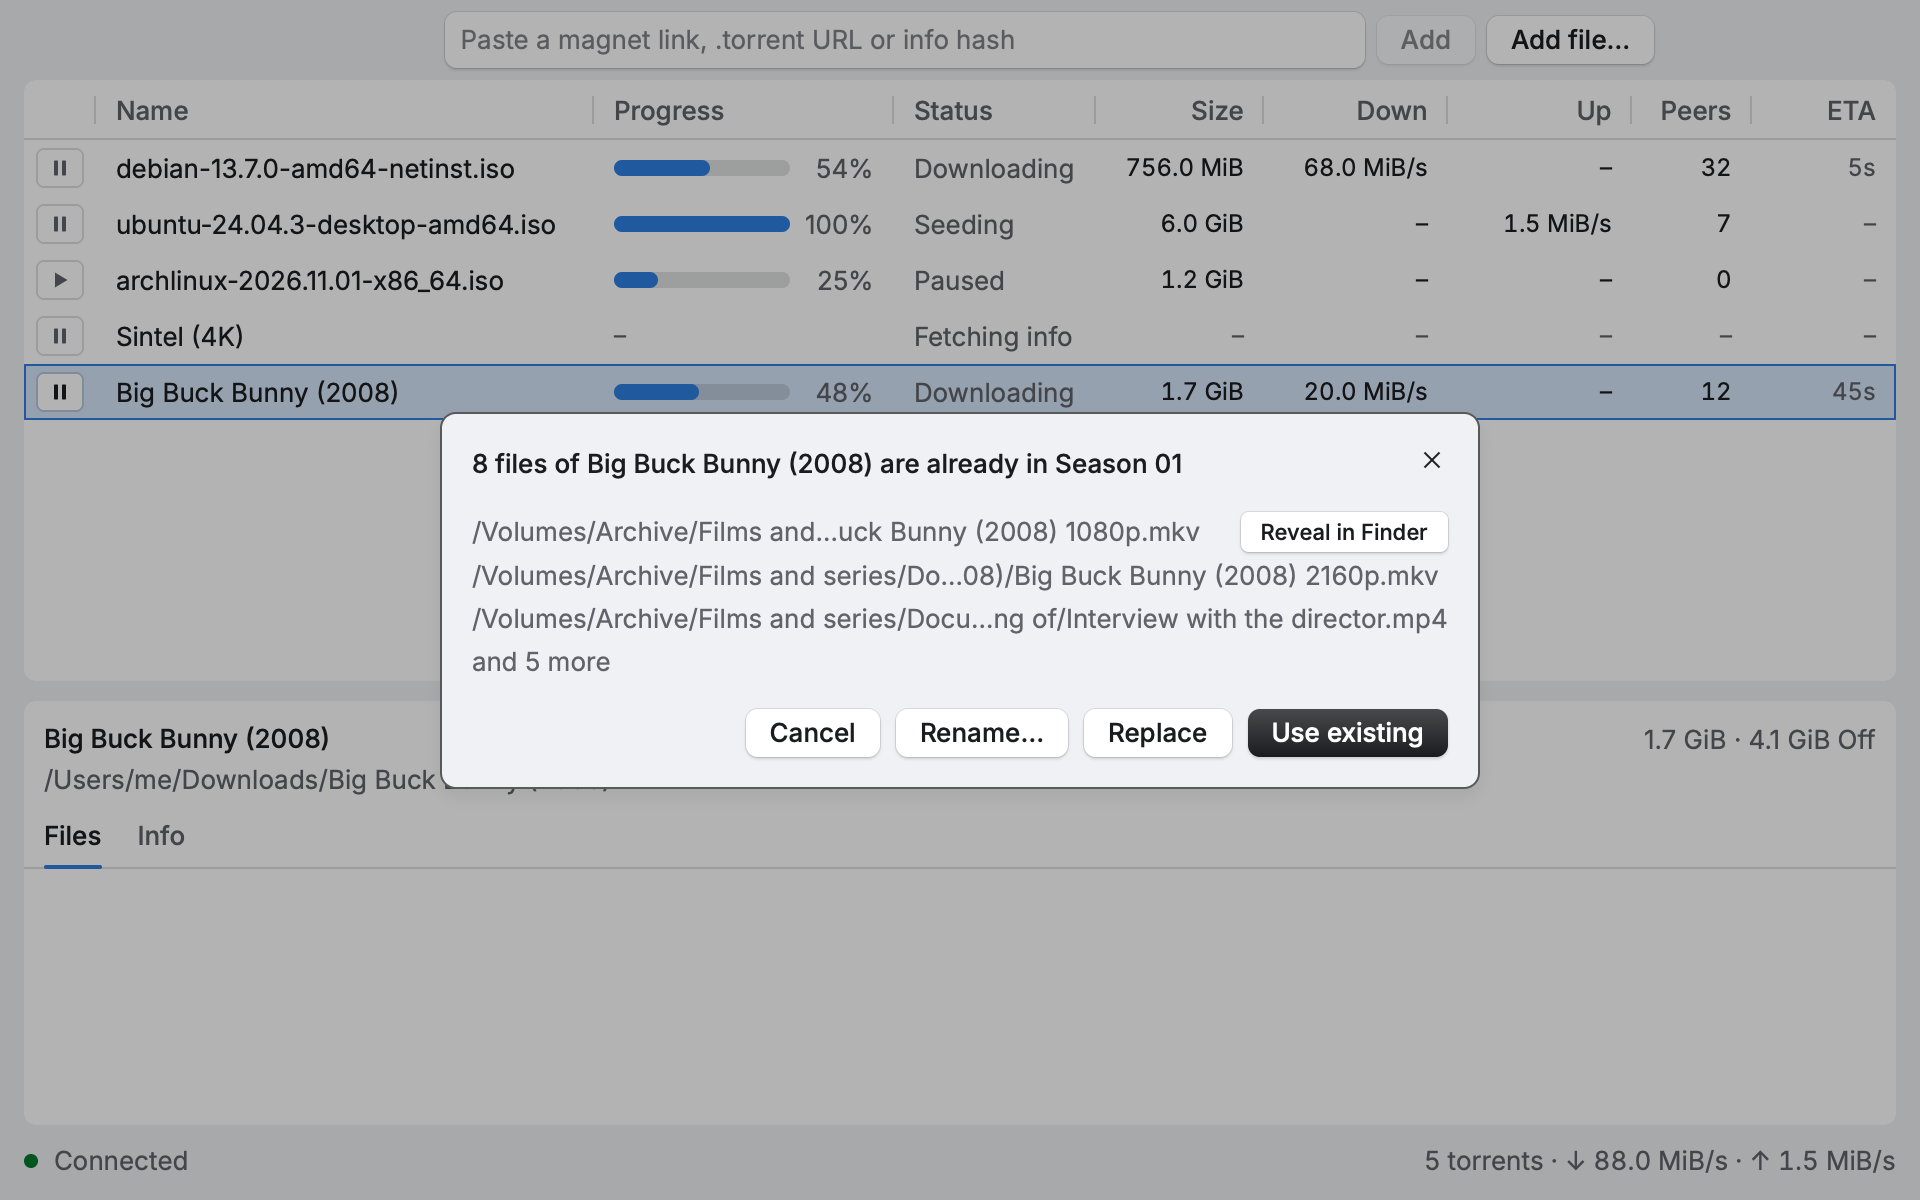 Paste a magnet link, .torrent URL or info hash Add Add file...
Name Progress Status Size Down Up Peers ETA
debian-13.7.0-amd64-netinst.iso 54% Downloading 756.0 MiB 68.0 MiB/s – 32 5s
ubuntu-24.04.3-desktop-amd64.iso 100% Seeding 6.0 GiB – 1.5 MiB/s 7 –
archlinux-2026.11.01-x86_64.iso 25% Paused 1.2 GiB – – 0 –
Sintel (4K) – Fetching info – – – – –
Big Buck Bunny (2008) 48% Downloading 1.7 GiB 20.0 MiB/s – 12 45s
8 files of Big Buck Bunny (2008) are already in Season 01
/Volumes/Archive/Films and...uck Bunny (2008) 1080p.mkv Reveal in Finder
/Volumes/Archive/Films and series/Do...08)/Big Buck Bunny (2008) 2160p.mkv
/Volumes/Archive/Films and series/Docu...ng of/Interview with the director.mp4
and 5 more
Cancel Rename... Replace Use existing
Big Buck Bunny (2008) 1.7 GiB · 4.1 GiB Off
/Users/me/Downloads/Big Buck
Files Info
Connected 5 torrents · ↓ 88.0 MiB/s · ↑ 1.5 MiB/s